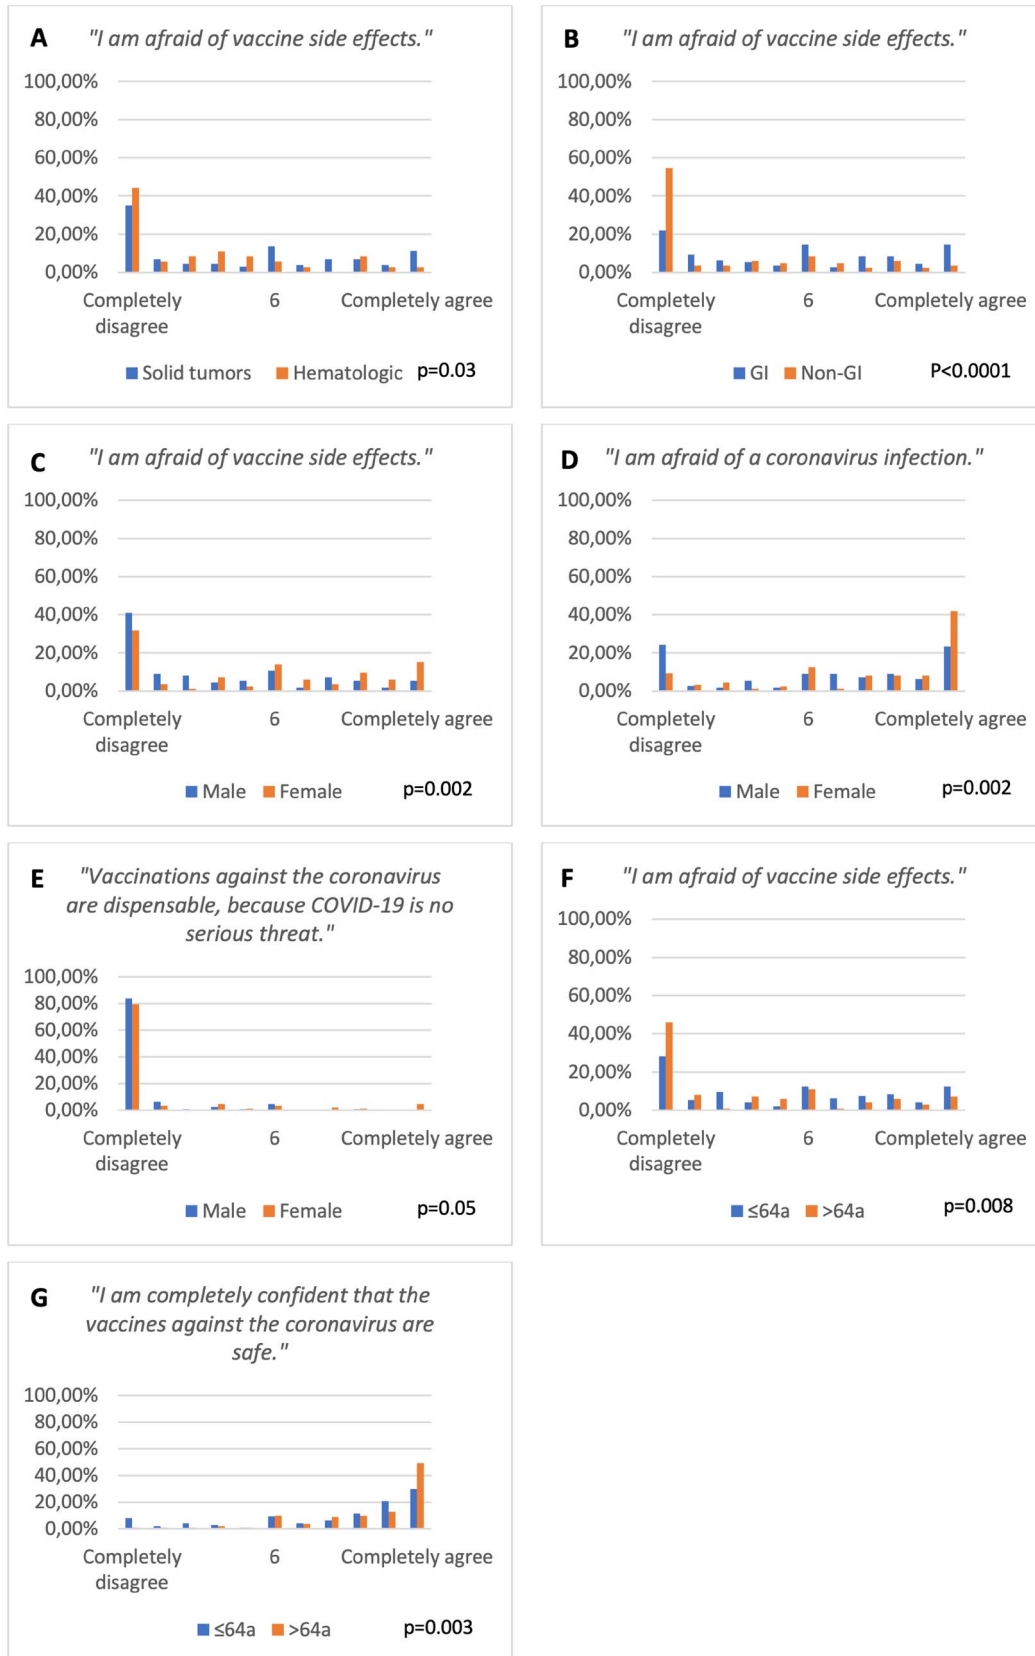 A "I am afraid of vaccine side effects."
100,00%
80,00%
60,00%
40,00%
20,00%
0,00%
Completely disagree 6 Completely agree
Solid tumors Hematologic p=0.03
B "I am afraid of vaccine side effects."
100,00%
80,00%
60,00%
40,00%
20,00%
0,00%
Completely disagree 6 Completely agree
GI Non-GI P<0.0001
C "I am afraid of vaccine side effects."
100,00%
80,00%
60,00%
40,00%
20,00%
0,00%
Completely disagree 6 Completely agree
Male Female p=0.002
D "I am afraid of a coronavirus infection."
100,00%
80,00%
60,00%
40,00%
20,00%
0,00%
Completely disagree 6 Completely agree
Male Female p=0.002
E "Vaccinations against the coronavirus
are dispensable, because COVID-19 is no
serious threat."
100,00%
80,00%
60,00%
40,00%
20,00%
0,00%
Completely disagree 6 Completely agree
Male Female p=0.05
F "I am afraid of vaccine side effects."
100,00%
80,00%
60,00%
40,00%
20,00%
0,00%
Completely disagree 6 Completely agree
≤64a >64a p=0.008
G "I am completely confident that the
vaccines against the coronavirus are
safe."
100,00%
80,00%
60,00%
40,00%
20,00%
0,00%
Completely disagree 6 Completely agree
≤64a >64a p=0.003